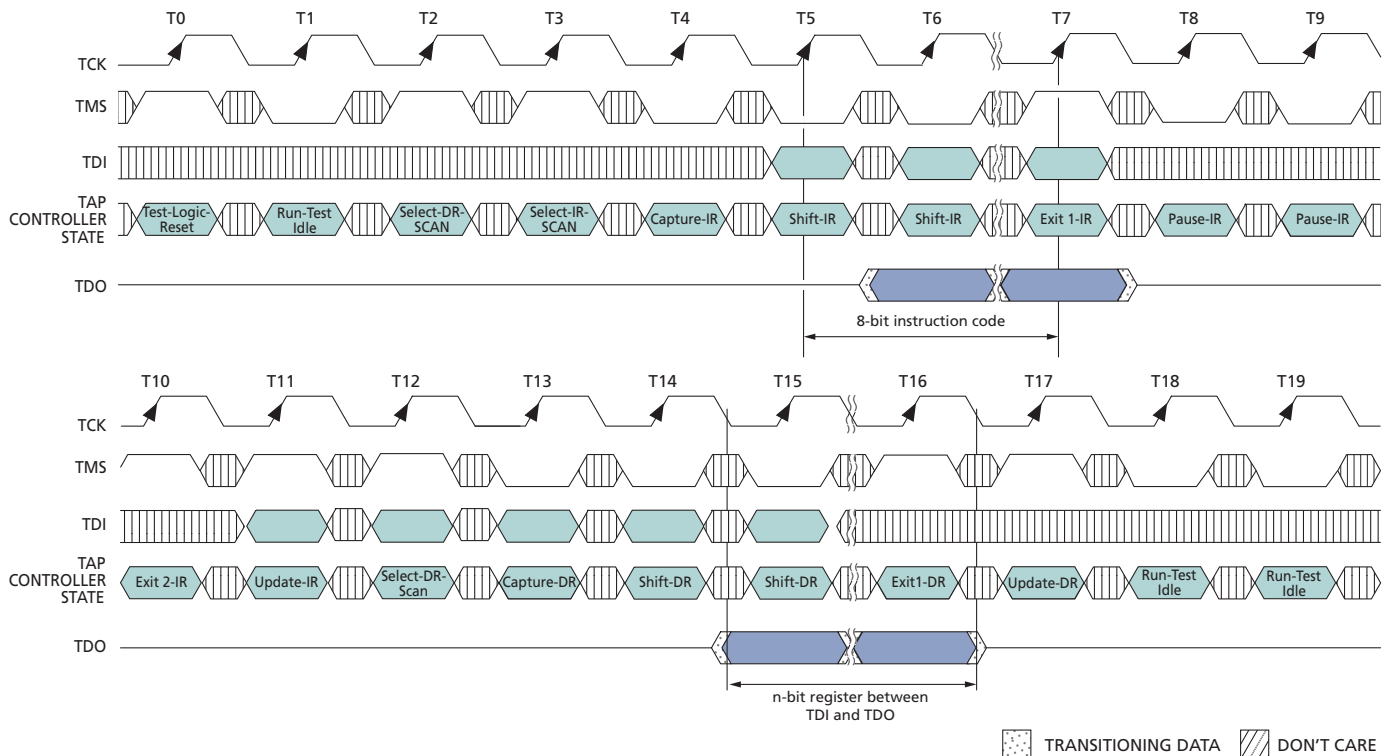 T0 T1 T2 T3 T4 T5 T6 T7 T8 T9
TCK
TMS
TDI
TAP
CONTROLLER
STATE
Test-Logic-
Reset
Run-Test
Idle
Select-DR-
SCAN
Select-IR-
SCAN
Capture-IR
Shift-IR
Shift-IR
Exit 1-IR
Pause-IR
Pause-IR
TDO
8-bit instruction code
T10 T11 T12 T13 T14 T15 T16 T17 T18 T19
TCK
TMS
TDI
TAP
CONTROLLER
STATE
Exit 2-IR
Update-IR
Select-DR-
Scan
Capture-DR
Shift-DR
Shift-DR
Exit1-DR
Update-DR
Run-Test
Idle
Run-Test
Idle
TDO
n-bit register between
TDI and TDO
TRANSITIONING DATA DON'T CARE